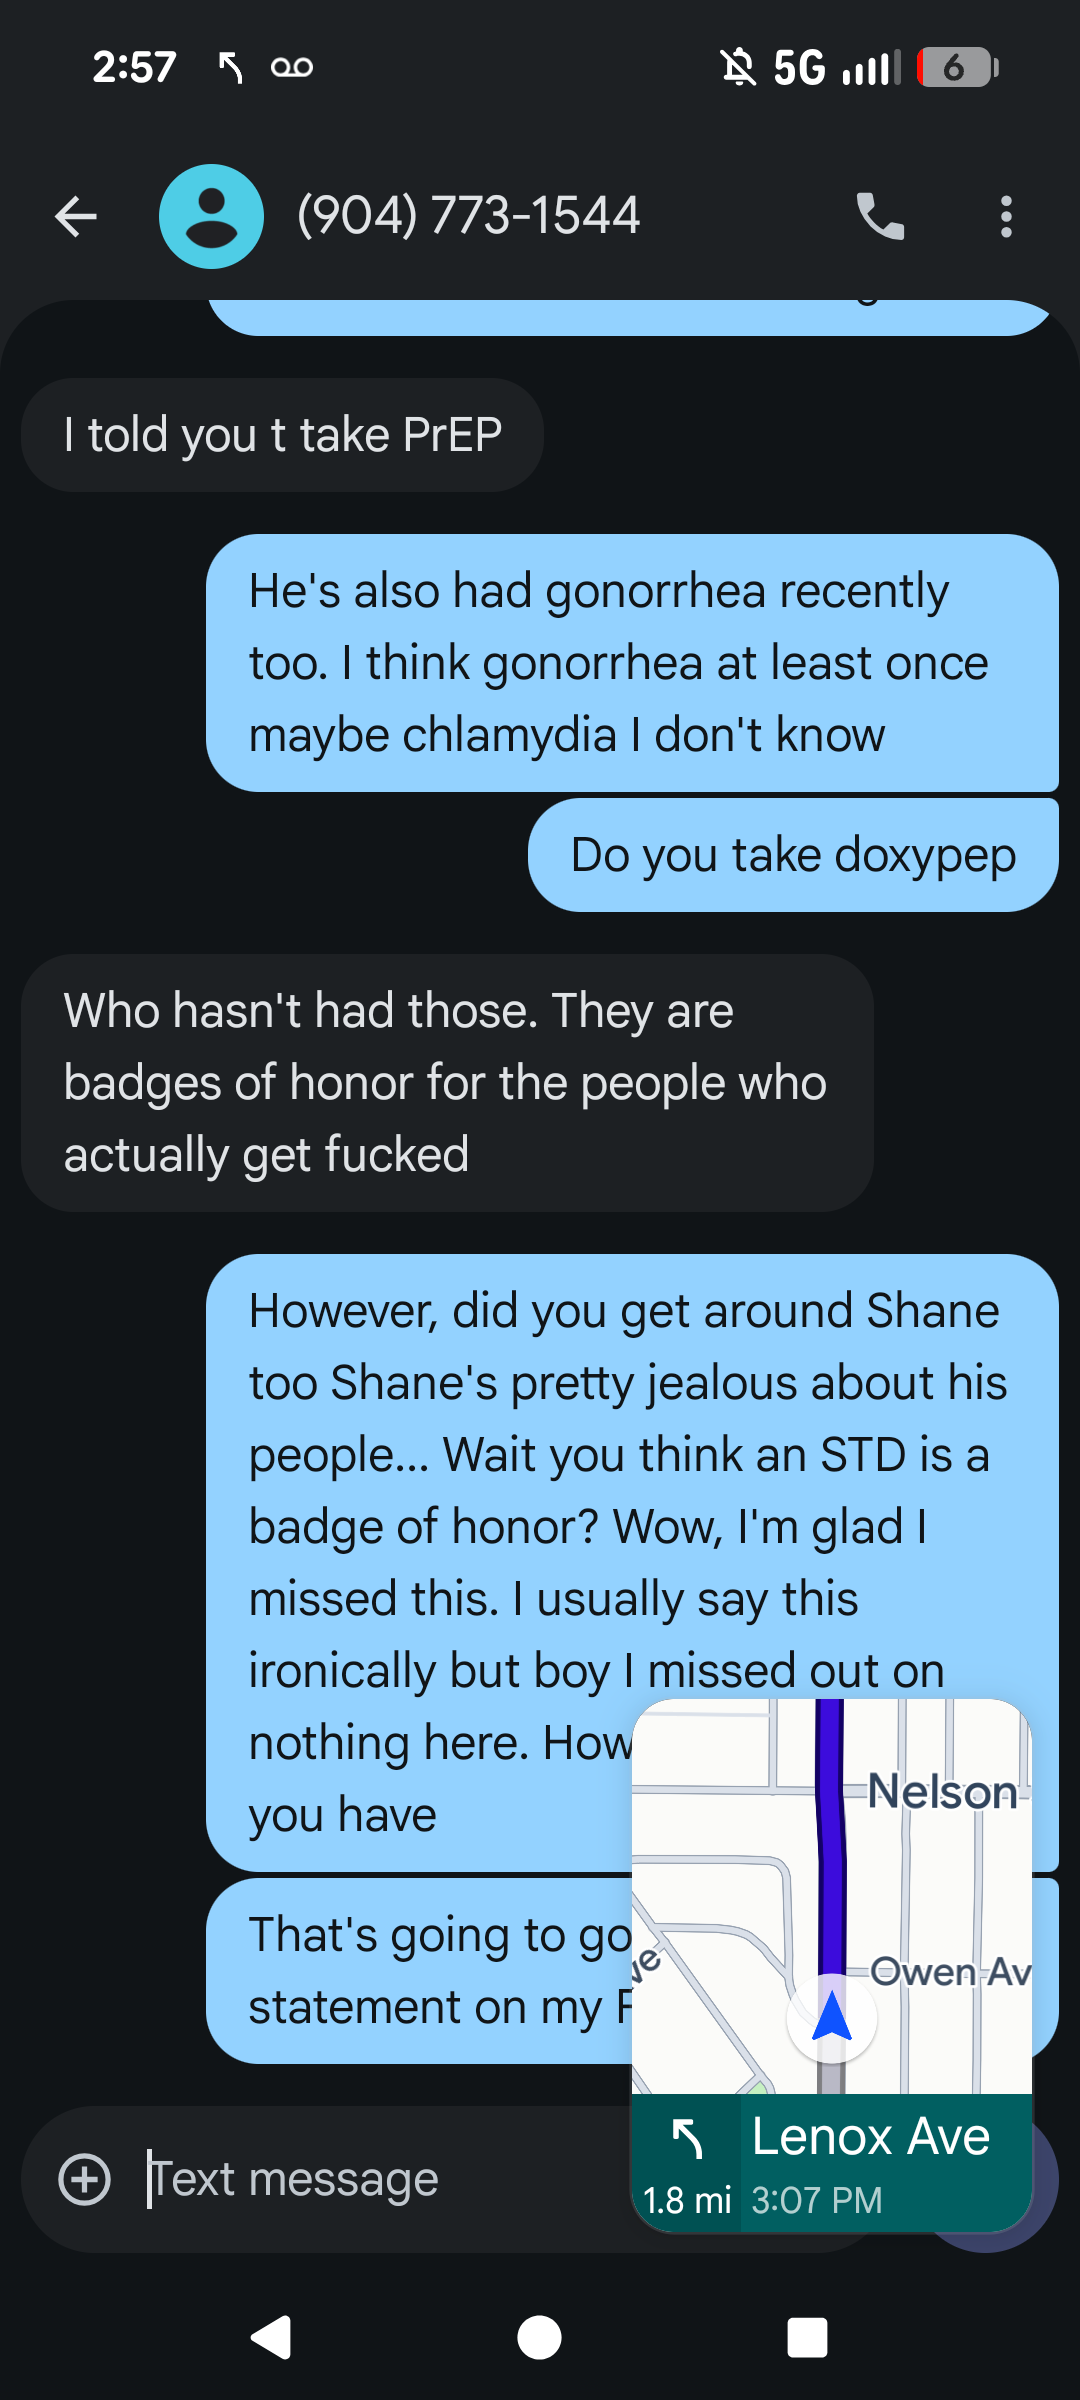 2:57
5G
6
(904) 773-1544
I told you t take PrEP
He's also had gonorrhea recently
too. I think gonorrhea at least once
maybe chlamydia I don't know
Do you take doxypep
Who hasn't had those. They are
badges of honor for the people who
actually get fucked
However, did you get around Shane
too Shane's pretty jealous about his
people... Wait you think an STD is a
badge of honor? Wow, I'm glad I
missed this. I usually say this
ironically but boy I missed out on
nothing here. How
you have
That's going to go
statement on my
Nelson
Owen Av
ve
Lenox Ave
1.8 mi
3:07 PM
Text message